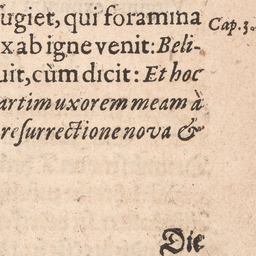 fugiet, qui foramina Cap. 3.
x ab igne venit: Beli-
uit, cùm dicit: Et hoc
artim uxorem meam à
resurrectione nova &
Die